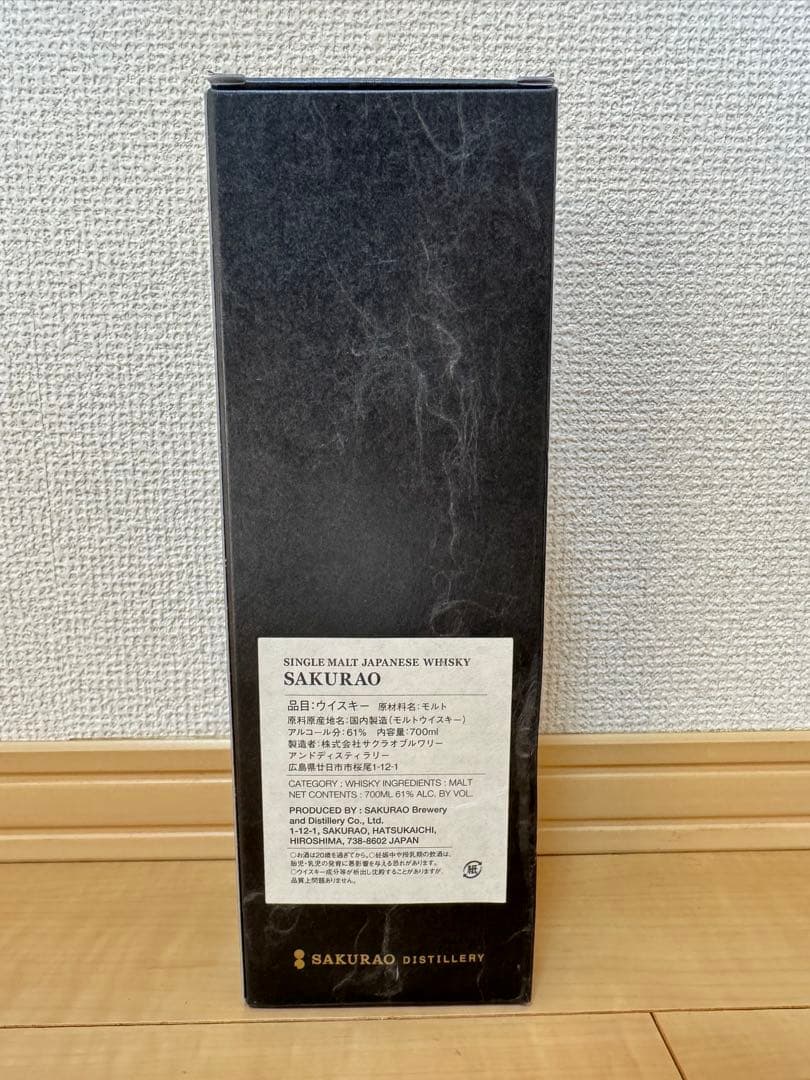 SINGLE MALT JAPANESE WHISKY
SAKURAO
品目:ウイスキー 原材料名:モルト
原料原産地名:国内製造(モルトウイスキー)
アルコール分:61% 内容量:700ml
製造者:株式会社サクラオブルワリー
アンドディスティラリー
広島県廿日市市桜尾1-12-1
CATEGORY ; WHISKY INGREDIENTS ; MALT
NET CONTENTS : 700ML 61% ALC. BY VOL.
PRODUCED BY : SAKURAO Brewery
and Distillery Co., Ltd.
1-12-1, SAKURAO, HATSUKAICHI,
HIROSHIMA, 738-8602 JAPAN
○お酒は20歳を過ぎてから。○妊娠中や授乳期の飲酒は、
胎児・乳児の発育に悪影響を与える恐れがあります。
○ウイスキー成分等が析出し沈殿することがありますが、
品質上問題ありません。
紙
SAKURAO DISTILLERY